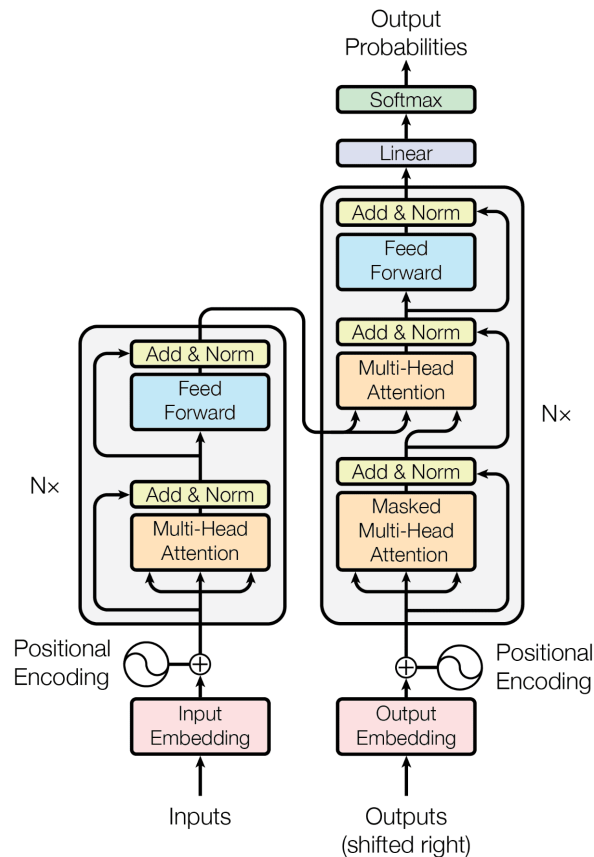 Output
Probabilities
Softmax
Linear
Add & Norm
Feed
Forward
Add & Norm
Multi-Head
Attention
Add & Norm
Masked
Multi-Head
Attention
N×
Add & Norm
Feed
Forward
Add & Norm
Multi-Head
Attention
N×
Positional
Encoding
Positional
Encoding
Input
Embedding
Output
Embedding
Inputs
Outputs
(shifted right)